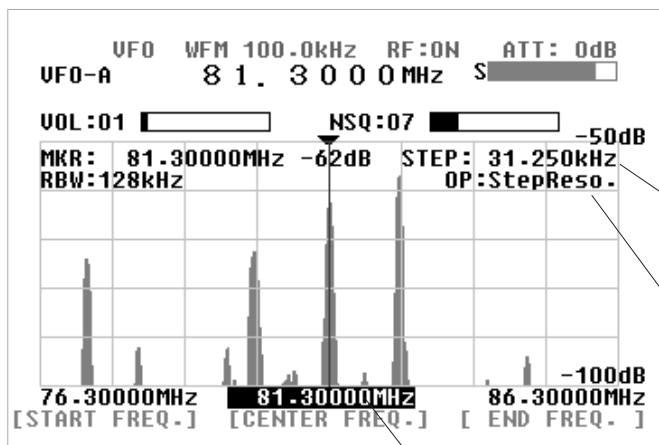 VFO WFM 100.0kHz RF:ON ATT: 0dB
VFO-A 81.3000MHz S
VOL:01 NSQ:07
-50dB
MKR: 81.30000MHz -62dB STEP: 31.250kHz
RBW:128kHz OP:StepReso.
-100dB
76.30000MHz 81.30000MHz 86.30000MHz
[START FREQ.] [CENTER FREQ.] [ END FREQ. ]